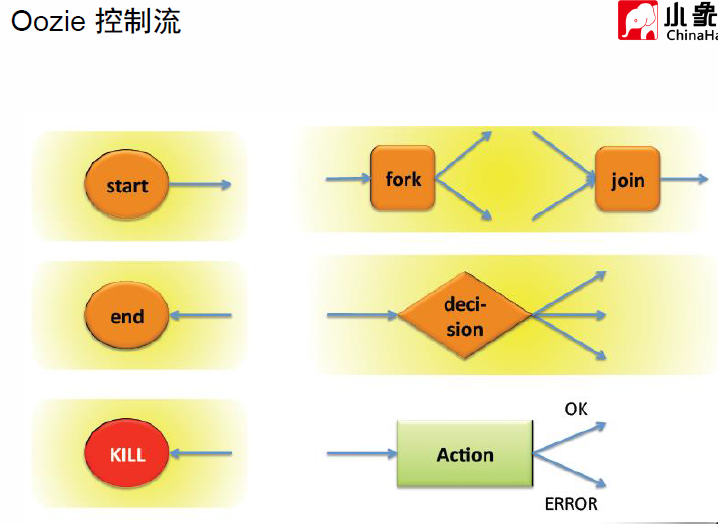 Oozie 控制流
小象
ChinaHa
start
fork
join
end
deci-
sion
KILL
Action
OK
ERROR